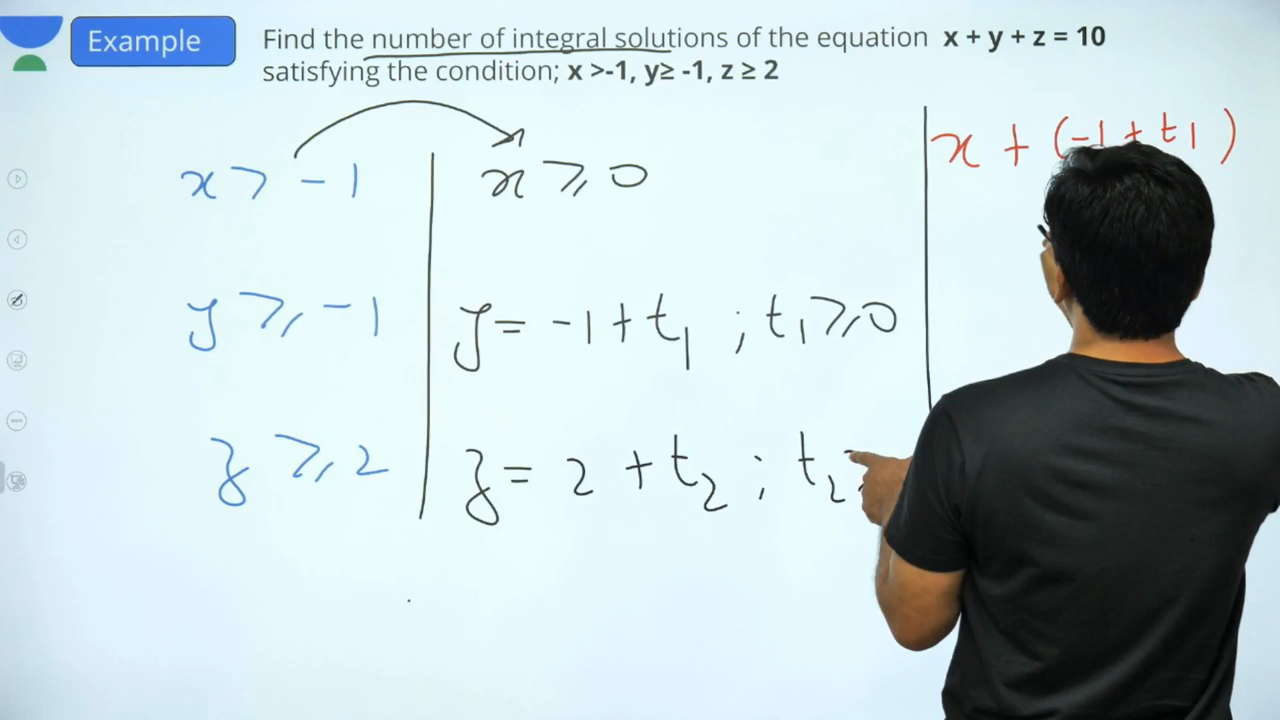 Example
Find the number of integral solutions of the equation x + y + z = 10
satisfying the condition; x >-1, y≥ -1, z ≥ 2
x > -1
x ≥ 0
x + (-1 + t1)
y ≥ -1
y = -1 + t1 ; t1 ≥ 0
z ≥ 2
z = 2 + t2 ; t2